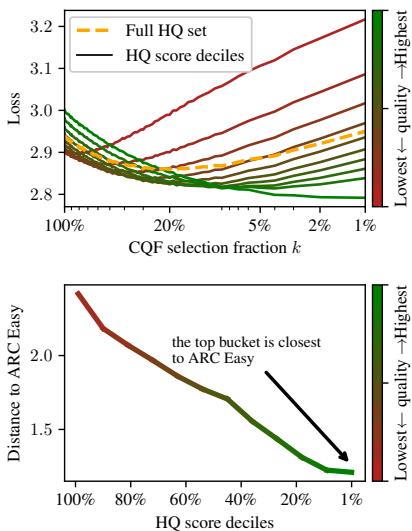 3.2
3.1
3.0
2.9
2.8
Loss
Full HQ set
HQ score deciles
100%
20%
5%
2%
1%
CQF selection fraction k
Lowest← quality →Highest
2.0
1.5
Distance to ARC Easy
the top bucket is closest
to ARC Easy
100%
80%
60%
40%
20%
1%
HQ score deciles
Lowest← quality →Highest